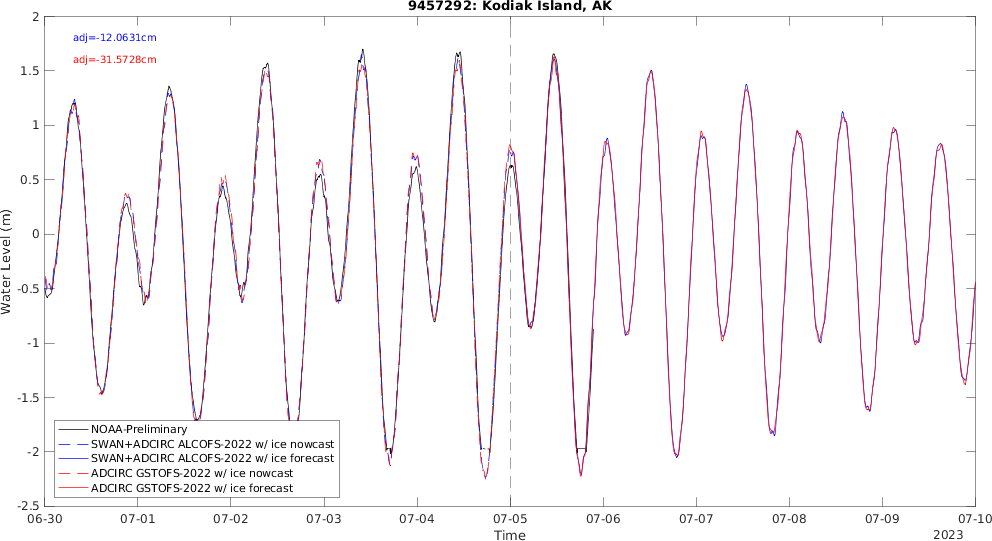 9457292: Kodiak Island, AK
adj=-12.0631cm
adj=-31.5728cm
2
1.5
1
0.5
0
-0.5
-1
-1.5
-2
-2.5
Water Level (m)
NOAA-Preliminary
SWAN+ADCIRC ALCOFS-2022 w/ ice nowcast
SWAN+ADCIRC ALCOFS-2022 w/ ice forecast
ADCIRC GSTOFS-2022 w/ ice nowcast
ADCIRC GSTOFS-2022 w/ ice forecast
06-30 07-01 07-02 07-03 07-04 07-05 07-06 07-07 07-08 07-09 07-10
Time
2023